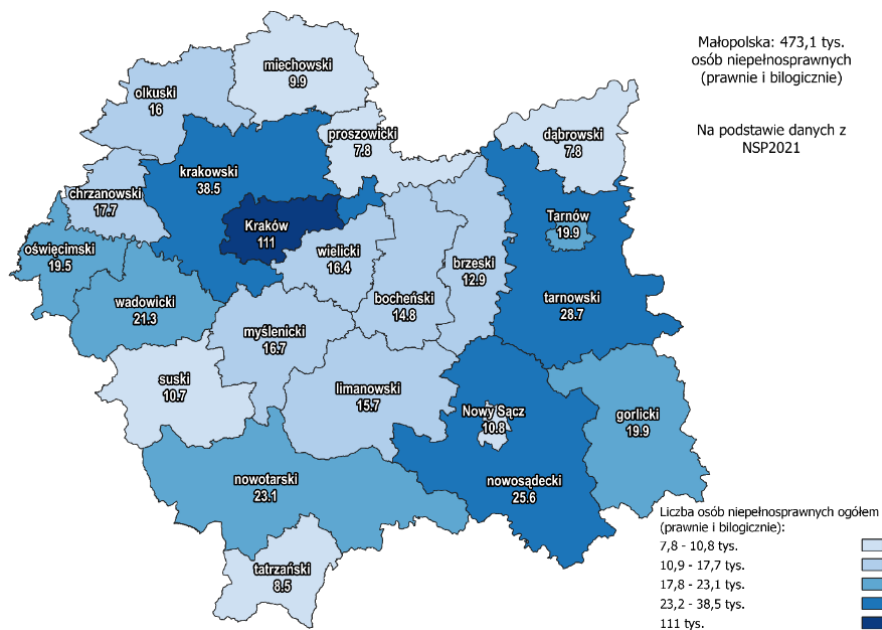 Małopolska: 473,1 tys.
osób niepełnosprawnych
(prawnie i bilogicznie)
Na podstawie danych z
NSP2021
miechowski
9.9
olkuski
16
proszowicki
7.8
dąbrowski
7.8
krakowski
38.5
chrzanowski
17.7
Kraków
111
Tarnów
19.9
oświęcimski
19.5
wielicki
16.4
brzeski
12.9
wadowicki
21.3
bocheński
14.8
tarnowski
28.7
myślenicki
16.7
suski
10.7
limanowski
15.7
Nowy Sącz
10.8
gorlicki
19.9
nowotarski
23.1
nowosądecki
25.6
tatrzański
8.5
Liczba osób niepełnosprawnych ogółem
(prawnie i bilogicznie):
7,8 - 10,8 tys.
10,9 - 17,7 tys.
17,8 - 23,1 tys.
23,2 - 38,5 tys.
111 tys.